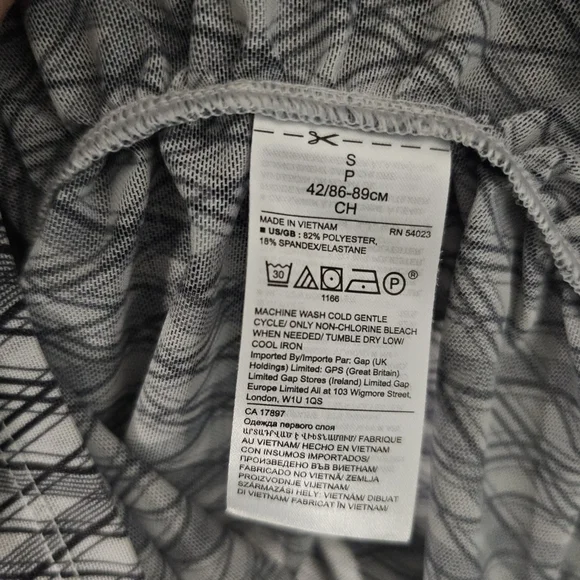 S
P
42/86-89см
CH
MADE IN VIETNAM RN 54023
■ US/GB : 82% POLYESTER,
18% SPANDEX/ELASTANE
30 P ®
1166
MACHINE WASH COLD GENTLE
CYCLE/ ONLY NON-CHLORINE BLEACH
WHEN NEEDED/ TUMBLE DRY LOW/
COOL IRON
Imported By/Importe Par: Gap (UK
Holdings) Limited: GPS (Great Britain)
Limited Gap Stores (Ireland) Limited Gap
Europe Limited All at 103 Wigmore Street,
London, W1U 1QS
CA 17897
Одежда первого слоя
ԱՐՏԱԴՐՎԱԾ Է ՎԻԵՏՆԱՄՈՒՄ/ FABRIQUE
AU VIETNAM/ HECHO EN VIETNAM
CON INSUMOS IMPORTADOS/
ПРОИЗВЕДЕНО ВЪВ ВИЕТНАМ/
FABRICADO NO VIETNÃ/ ZEMLJA
PROIZVODNJE VIJETNAM/
SZÁRMAZÁSI HELY: VIETNÁM/ DIBUAT
DI VIETNAM/ FABRICAT ÎN VIETNAM/